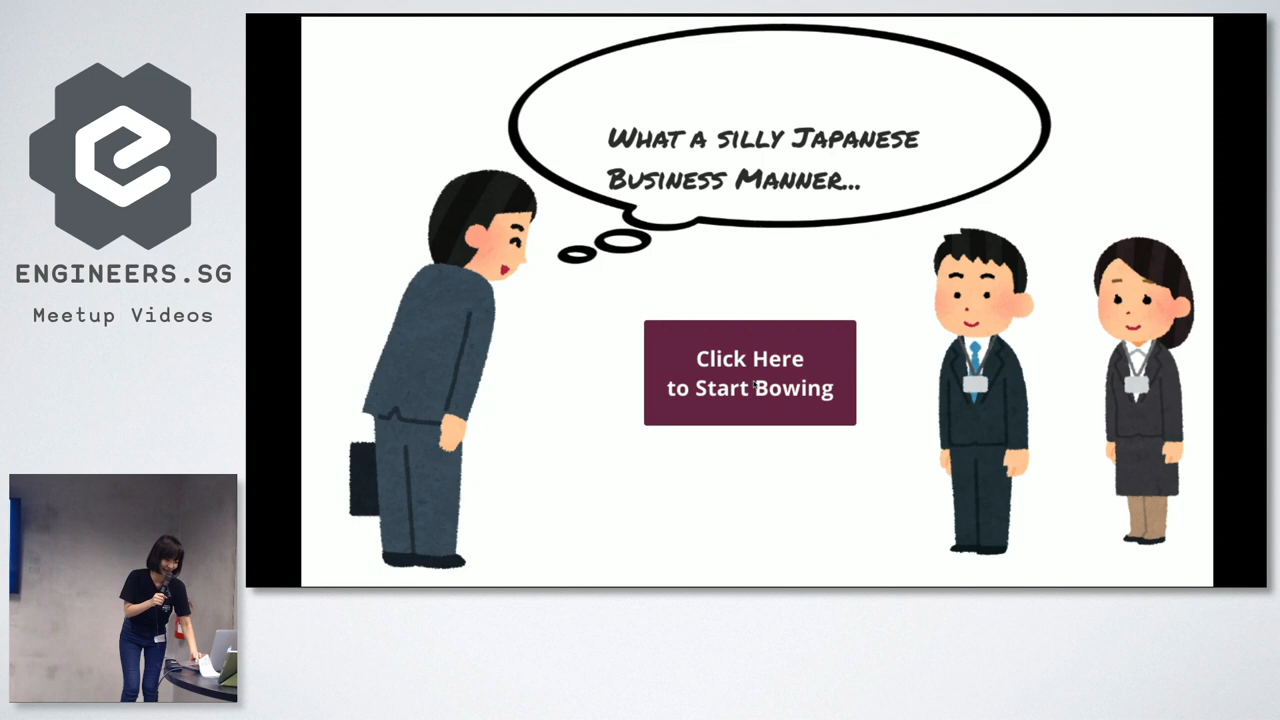 ENGINEERS.SG
Meetup Videos
What a silly Japanese
Business Manner...
Click Here
to Start Bowing